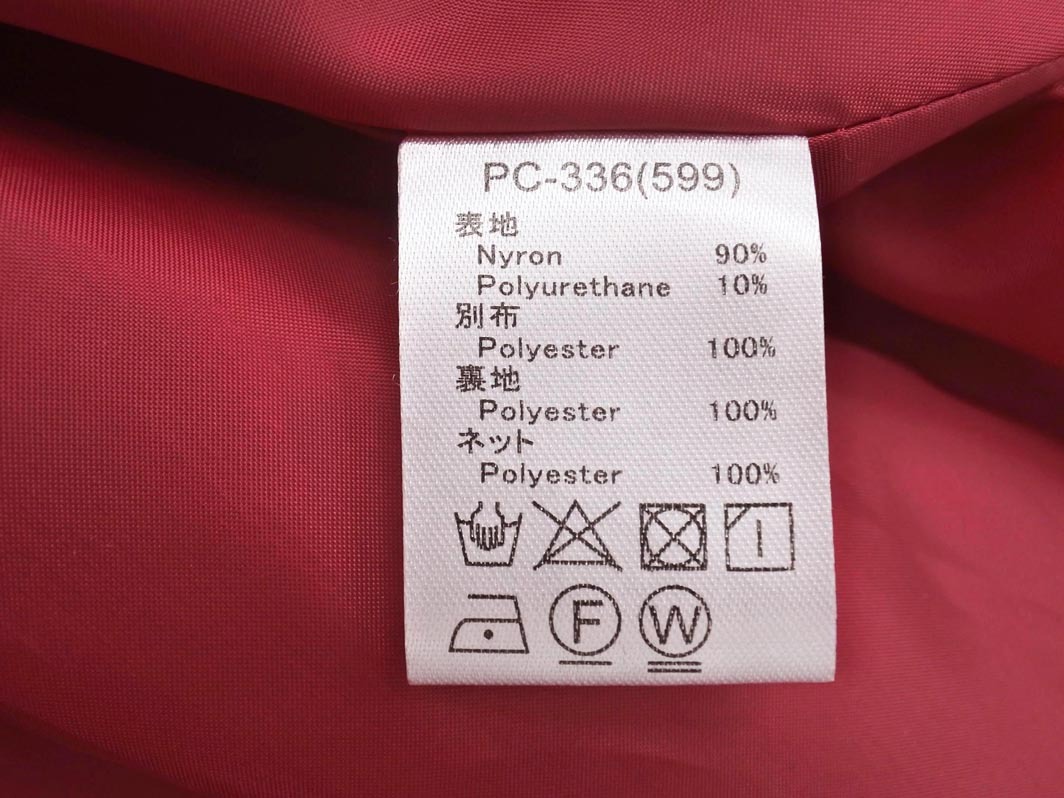 PC-336(599)
表地
Nyron 90%
Polyurethane 10%
別布
Polyester 100%
裏地
Polyester 100%
ネット
Polyester 100%
F W